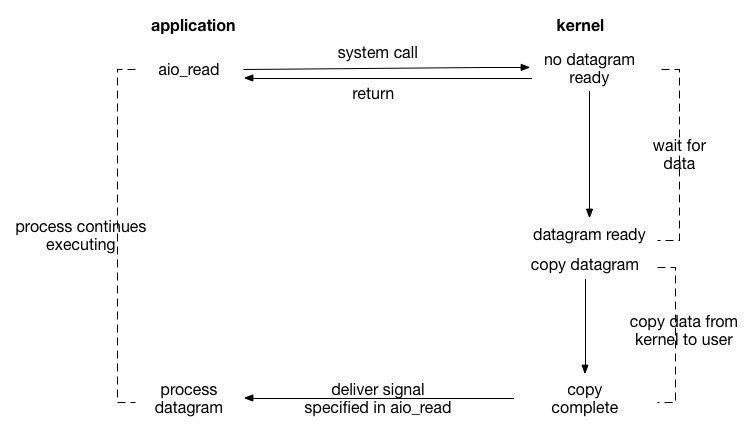 application
kernel
system call
aio_read
no datagram
ready
return
wait for
data
process continues
executing
datagram ready
copy datagram
copy data from
kernel to user
process
datagram
deliver signal
specified in aio_read
copy
complete